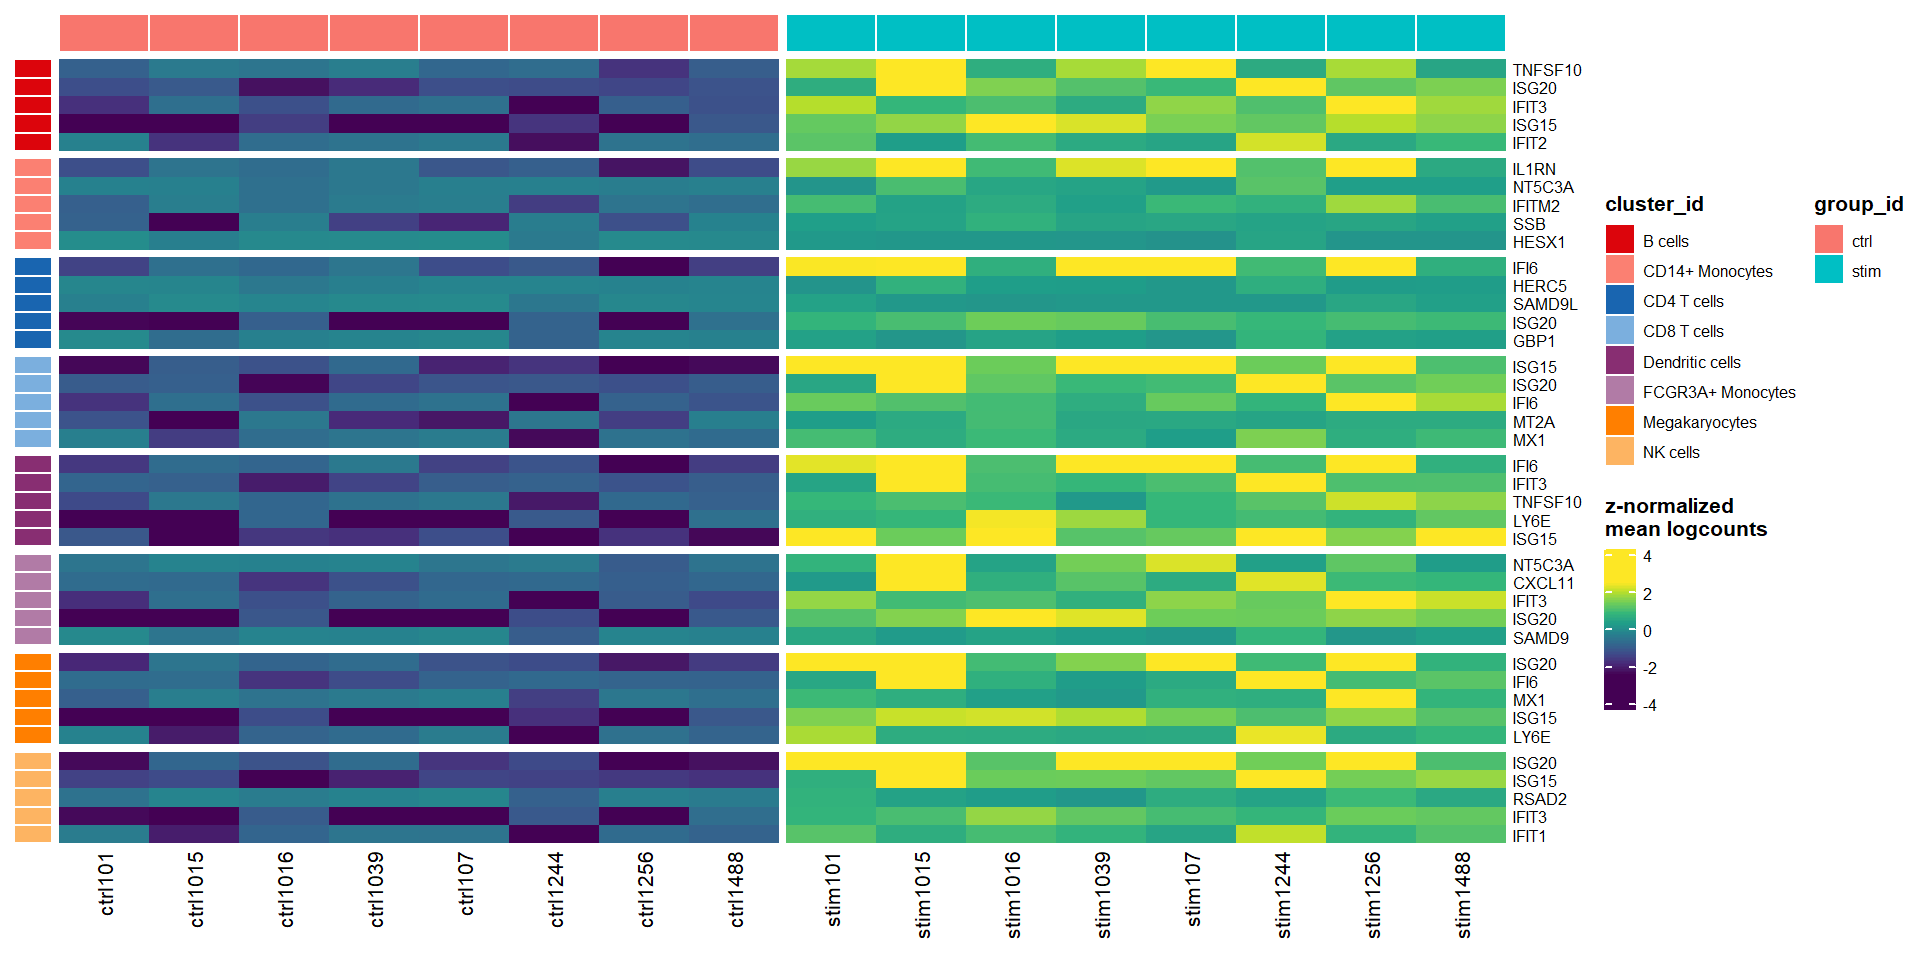 TNFSF10
ISG20
IFIT3
ISG15
IFIT2
IL1RN
NT5C3A
IFITM2
SSB
HESX1
IFI6
HERC5
SAMD9L
ISG20
GBP1
ISG15
ISG20
IFI6
MT2A
MX1
IFI6
IFIT3
TNFSF10
LY6E
ISG15
NT5C3A
CXCL11
IFIT3
ISG20
SAMD9
ISG20
IFI6
MX1
ISG15
LY6E
ISG20
ISG15
RSAD2
IFIT3
IFIT1
ctrl101
ctrl1015
ctrl1016
ctrl1039
ctrl107
ctrl1244
ctrl1256
ctrl1488
stim101
stim1015
stim1016
stim1039
stim107
stim1244
stim1256
stim1488
cluster_id
B cells
CD14+ Monocytes
CD4 T cells
CD8 T cells
Dendritic cells
FCGR3A+ Monocytes
Megakaryocytes
NK cells
group_id
ctrl
stim
z-normalized
mean logcounts
4
2
0
-2
-4